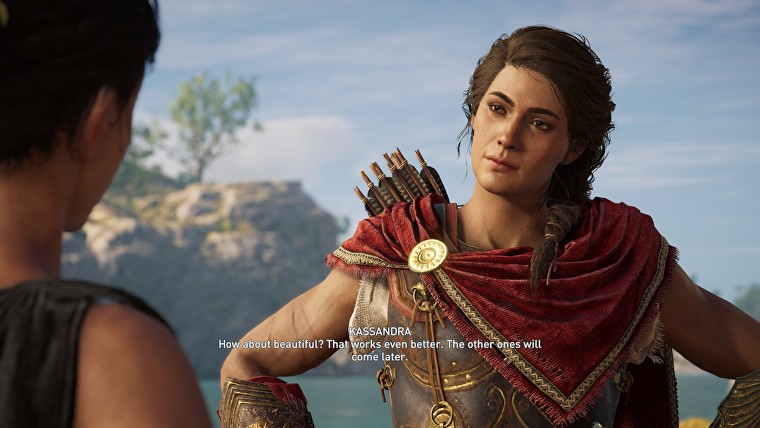 KASSANDRA
How about beautiful? That works even better. The other ones will
come later.